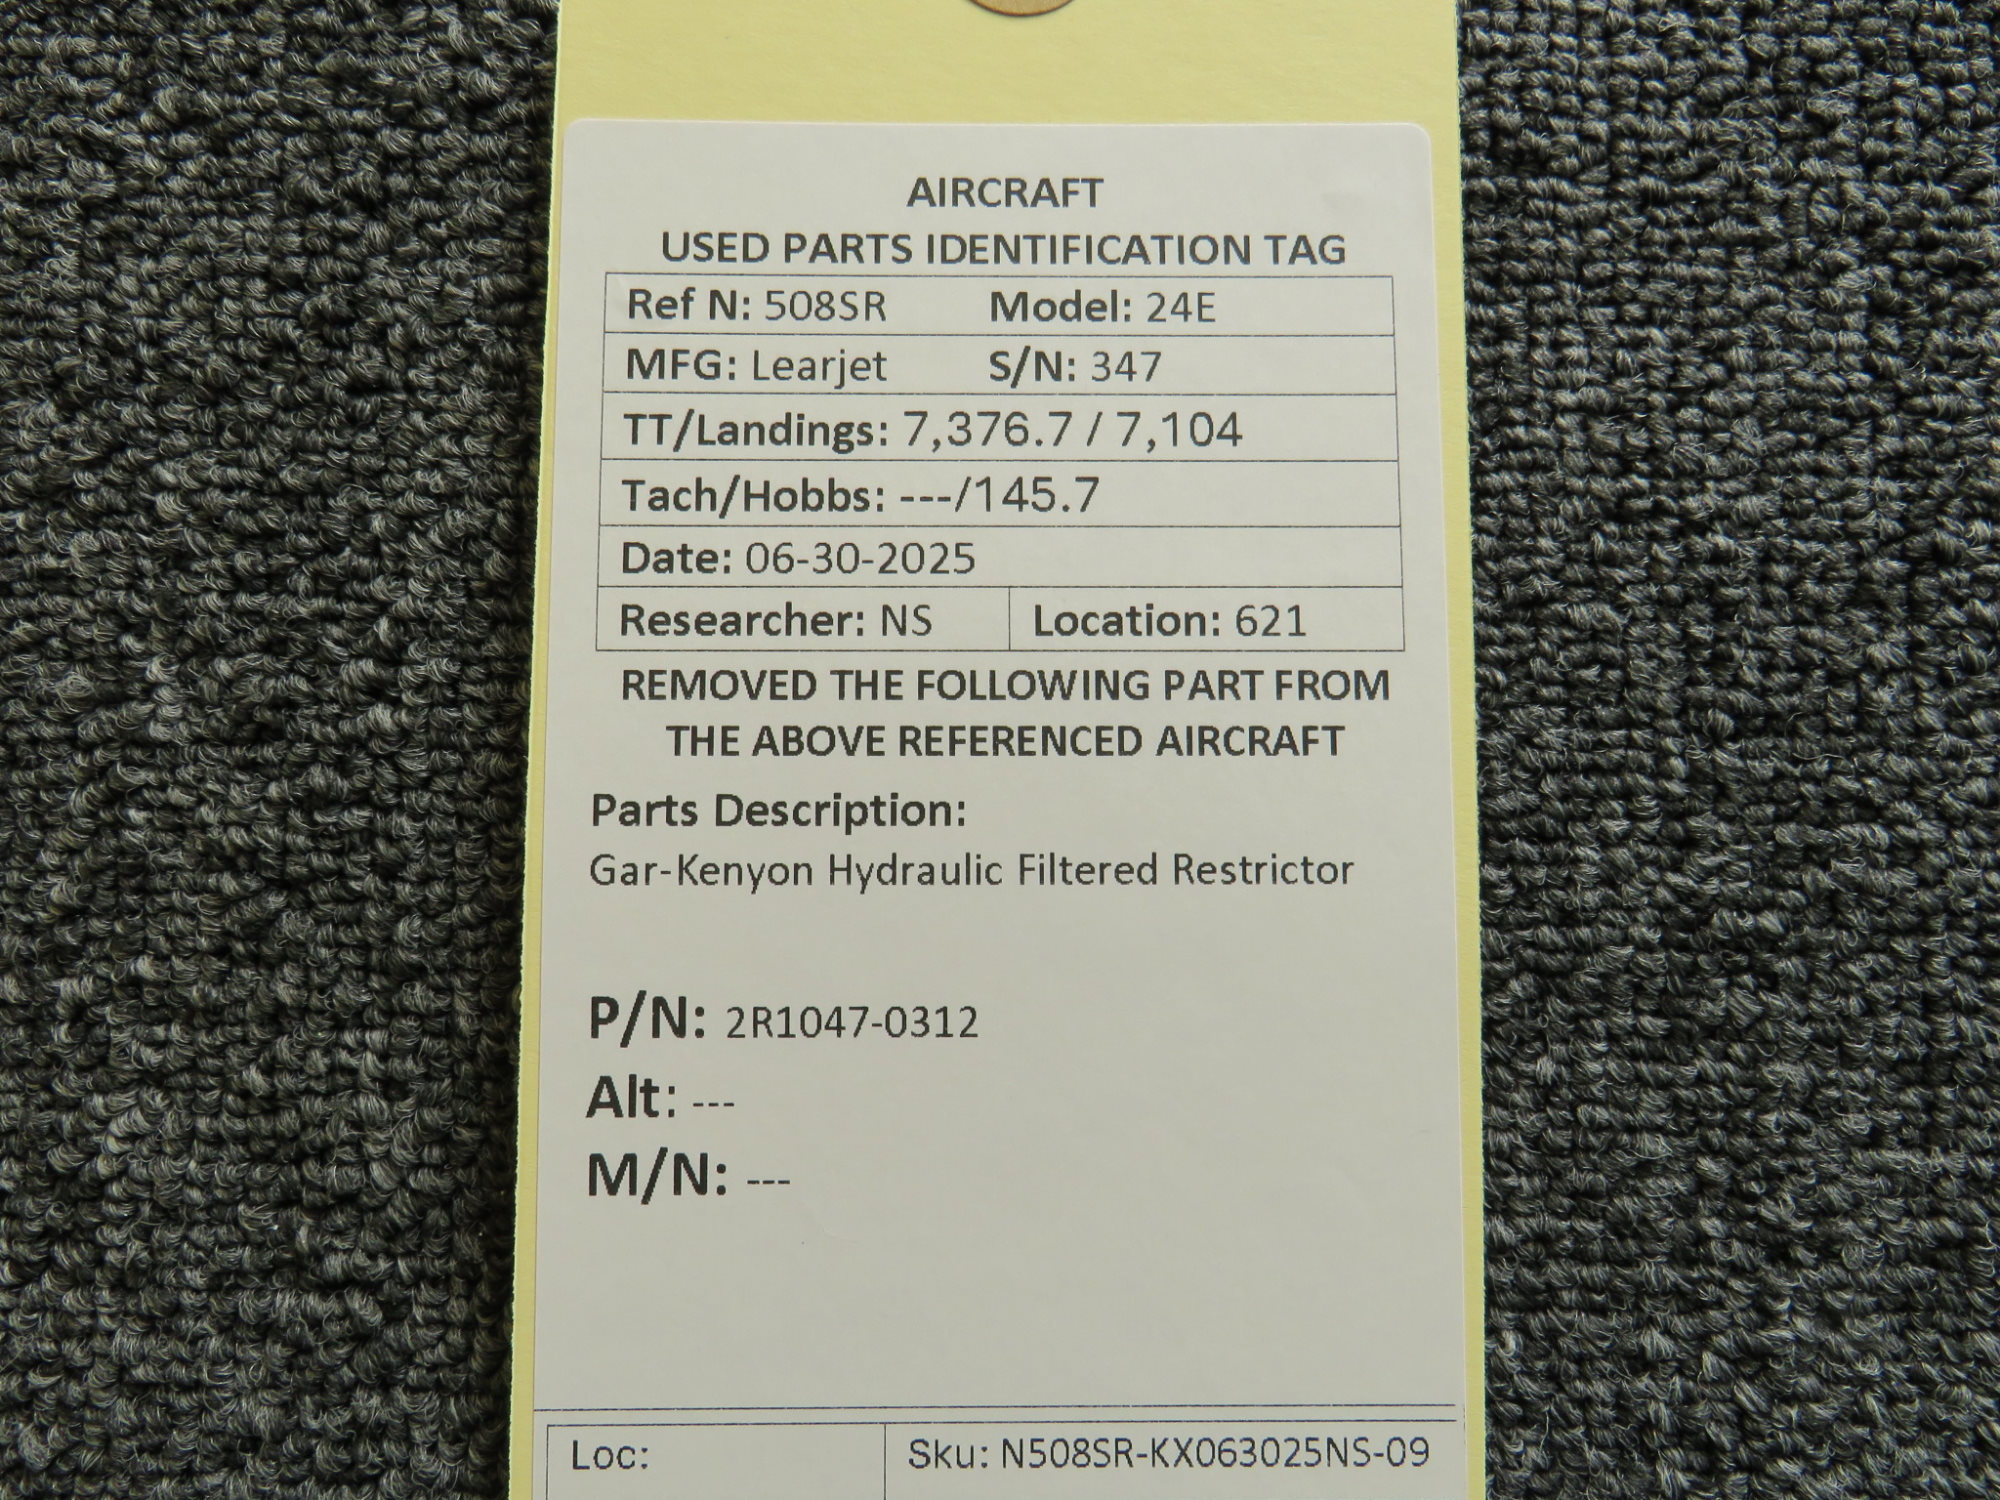 AIRCRAFT
USED PARTS IDENTIFICATION TAG
Ref N: 508SR Model: 24E
MFG: Learjet S/N: 347
TT/Landings: 7,376.7 / 7,104
Tach/Hobbs: ---/145.7
Date: 06-30-2025
Researcher: NS Location: 621
REMOVED THE FOLLOWING PART FROM
THE ABOVE REFERENCED AIRCRAFT
Parts Description:
Gar-Kenyon Hydraulic Filtered Restrictor
P/N: 2R1047-0312
Alt: ---
M/N: ---
Loc: Sku: N508SR-KX063025NS-09